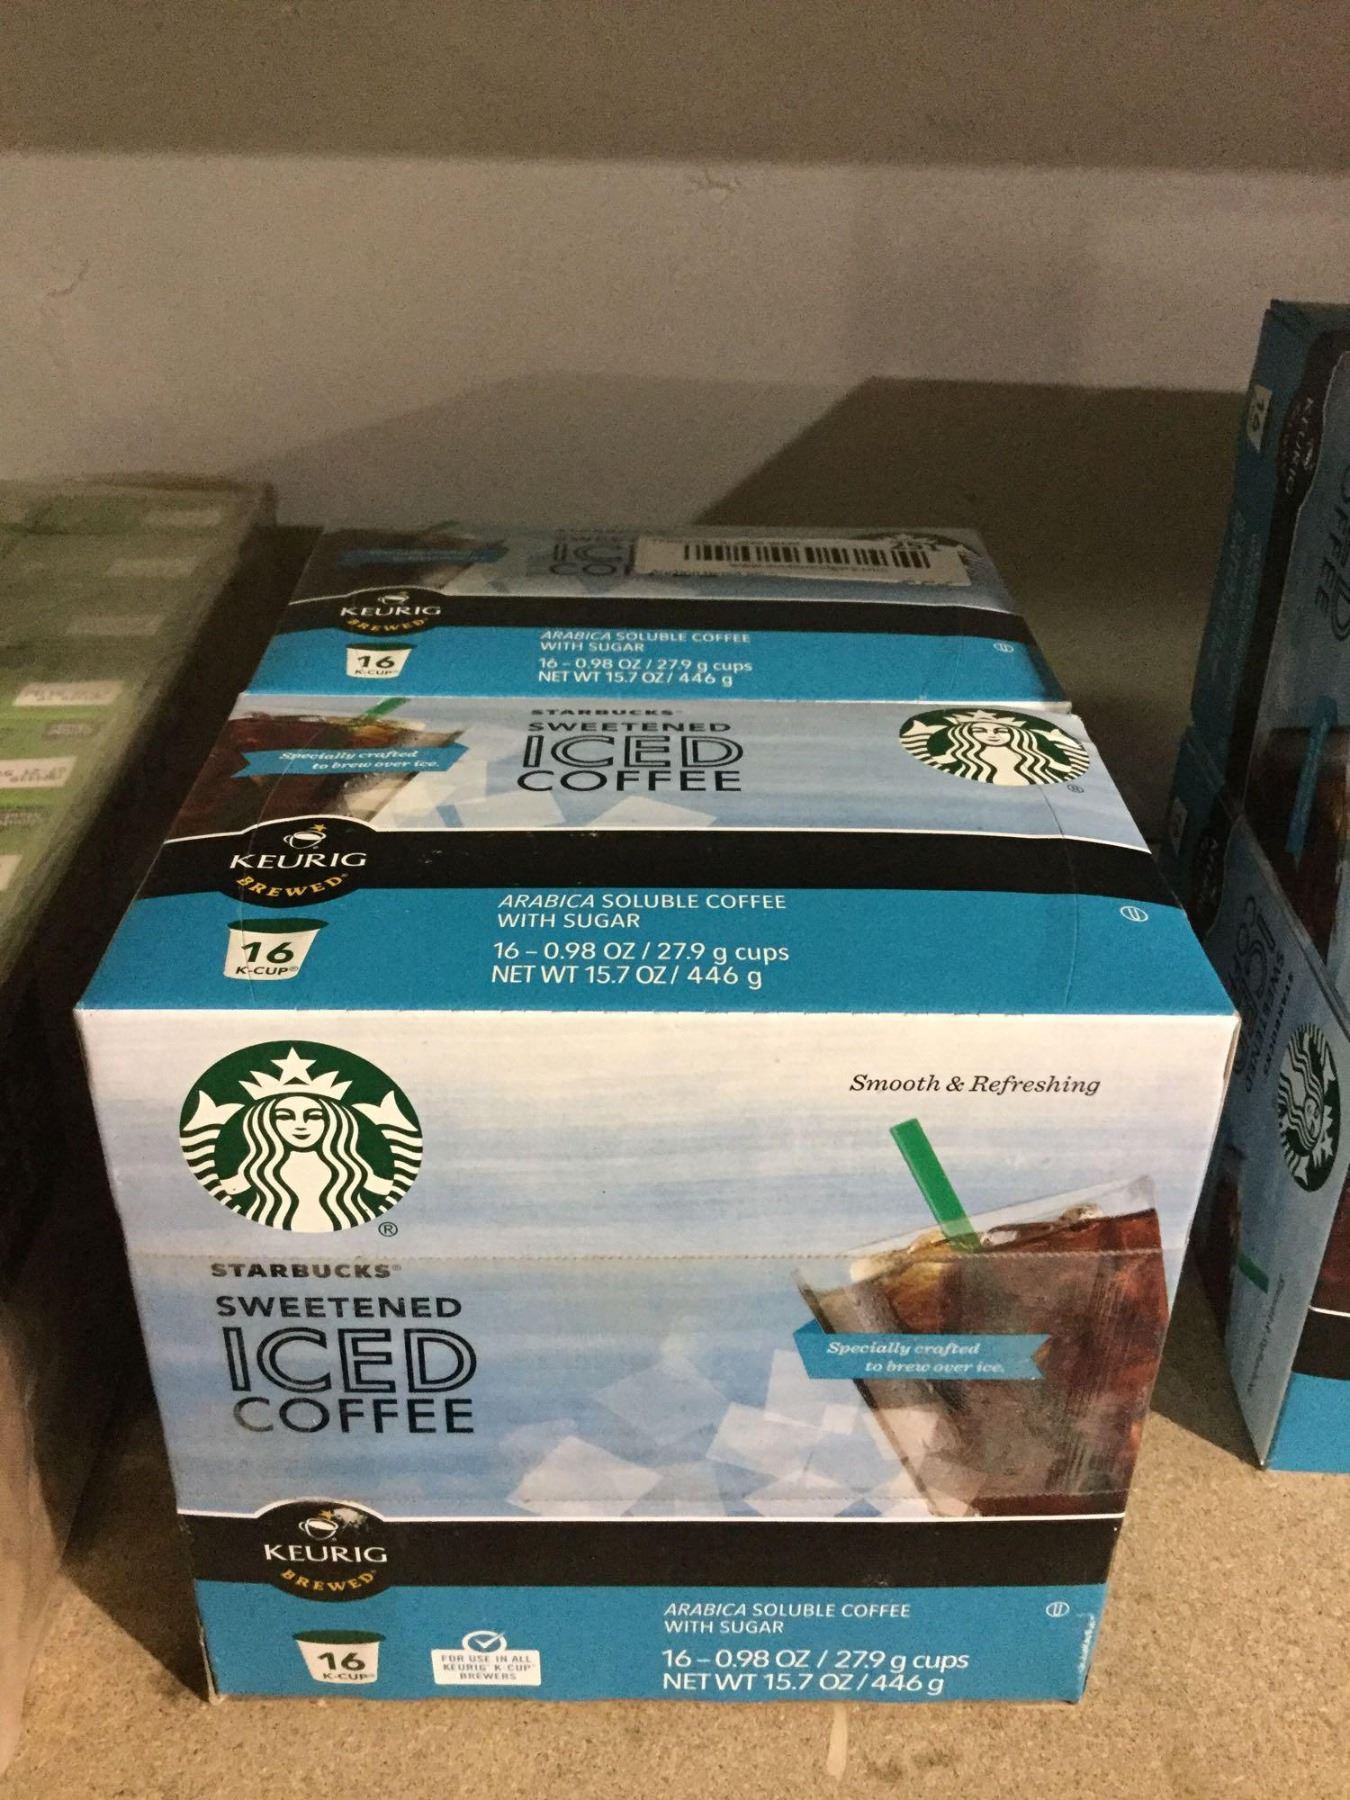 KEURIG
BREWED
16
K-CUP
ARABICA SOLUBLE COFFEE
WITH SUGAR
16 – 0.98 OZ / 27.9 g cups
NET WT 15.7 OZ / 446 g
STARBUCKS
SWEETENED
ICED
COFFEE
Specially crafted
to brew over ice.
®
KEURIG
BREWED
16
K-CUP®
ARABICA SOLUBLE COFFEE
WITH SUGAR
16 – 0.98 OZ / 27.9 g cups
NET WT 15.7 OZ / 446 g
Smooth & Refreshing
®
STARBUCKS®
SWEETENED
ICED
COFFEE
Specially crafted
to brew over ice.
KEURIG
BREWED
16
K-CUP®
FOR USE IN ALL
KEURIG® K-CUP®
BREWERS
ARABICA SOLUBLE COFFEE
WITH SUGAR
16 – 0.98 OZ / 27.9 g cups
NET WT 15.7 OZ / 446 g
KEURIG
16
STARBUCKS
SWEETENED
ICED